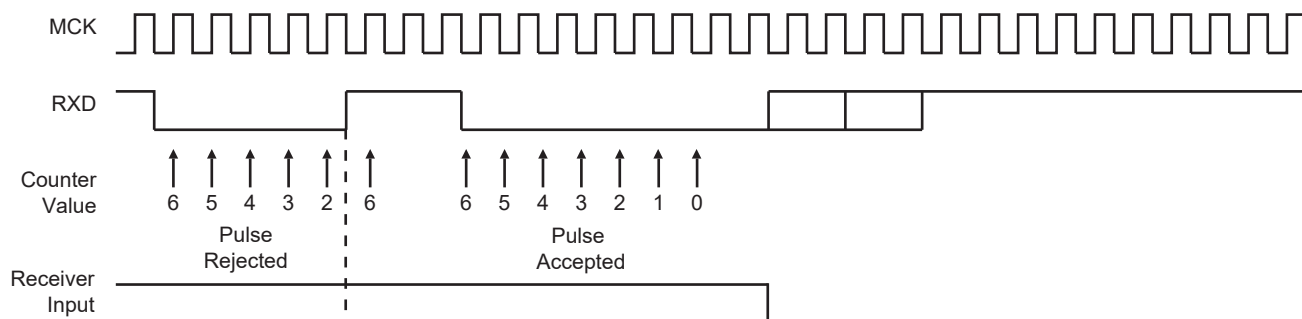 MCK
RXD
Counter
Value
6 5 4 3 2 6 6 5 4 3 2 1 0
Pulse
Rejected
Pulse
Accepted
Receiver
Input